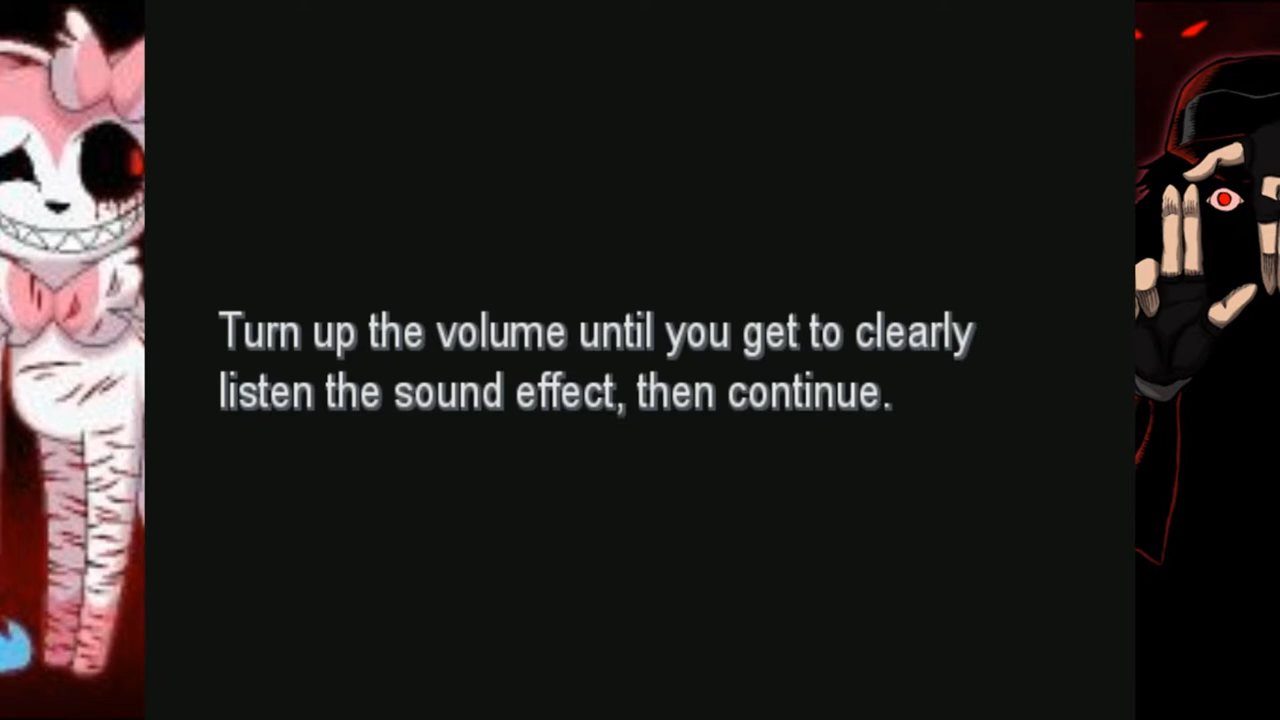 Turn up the volume until you get to clearly
listen the sound effect, then continue.